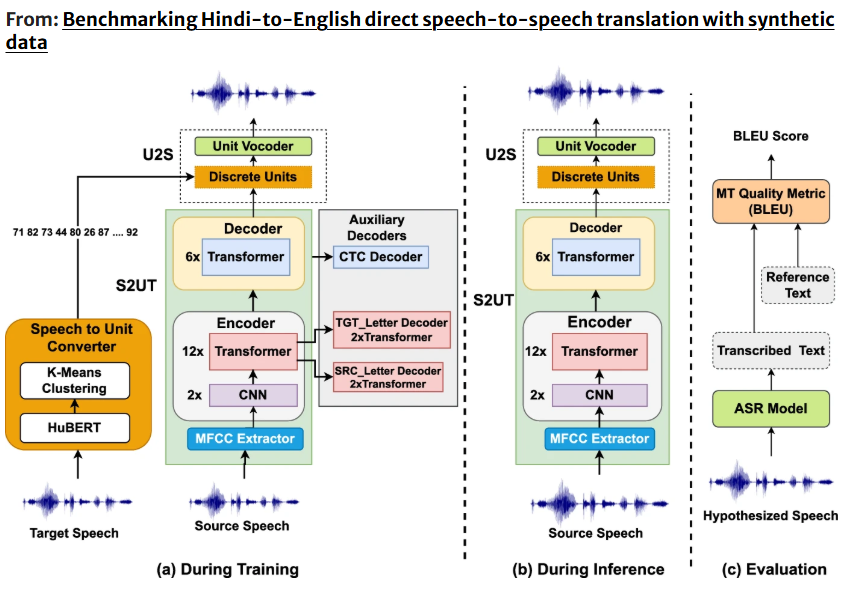 From: Benchmarking Hindi-to-English direct speech-to-speech translation with synthetic
data
U2S
Unit Vocoder
Discrete Units
71 82 73 44 80 26 87 .... 92
S2UT
Decoder
6x
Transformer
Encoder
12x
Transformer
2x
CNN
MFCC Extractor
Auxiliary
Decoders
CTC Decoder
TGT_Letter Decoder
2xTransformer
SRC_Letter Decoder
2xTransformer
Speech to Unit
Converter
K-Means
Clustering
HuBERT
Target Speech
Source Speech
(a) During Training
U2S
Unit Vocoder
Discrete Units
S2UT
Decoder
6x
Transformer
Encoder
12x
Transformer
2x
CNN
MFCC Extractor
Source Speech
(b) During Inference
BLEU Score
MT Quality Metric
(BLEU)
Reference
Text
Transcribed Text
ASR Model
Hypothesized Speech
(c) Evaluation